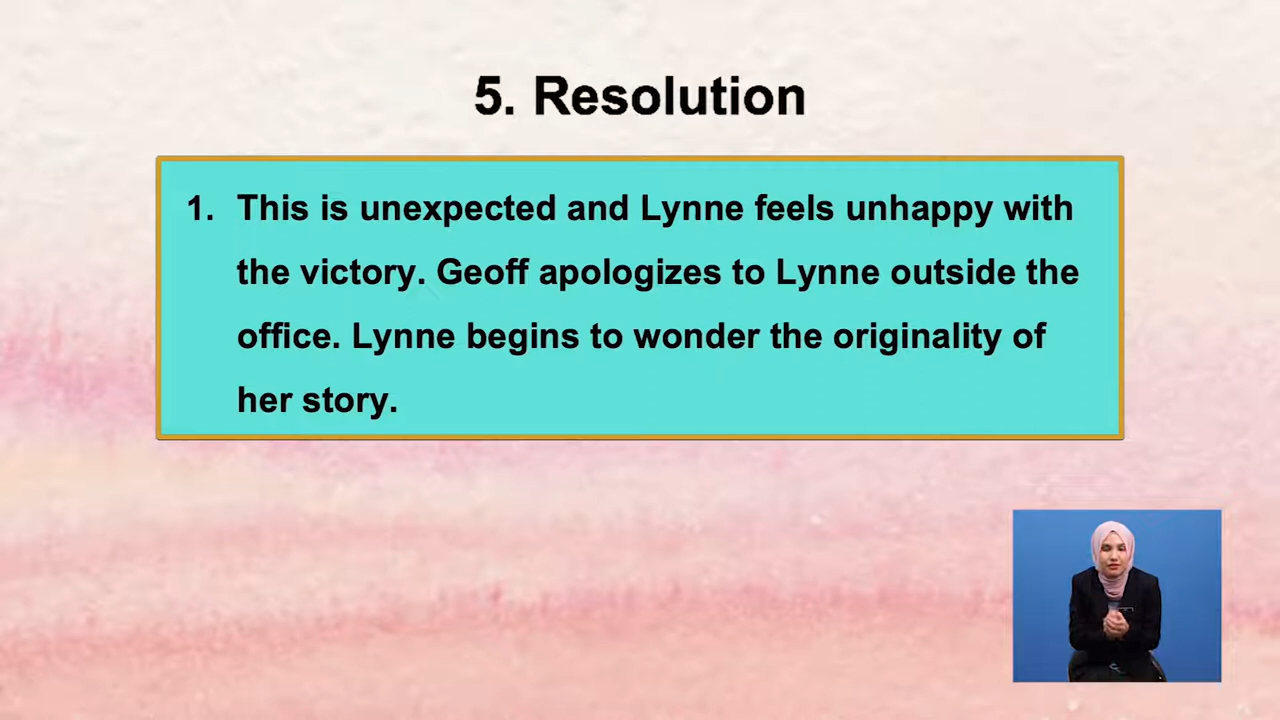 5. Resolution
1. This is unexpected and Lynne feels unhappy with
the victory. Geoff apologizes to Lynne outside the
office. Lynne begins to wonder the originality of
her story.